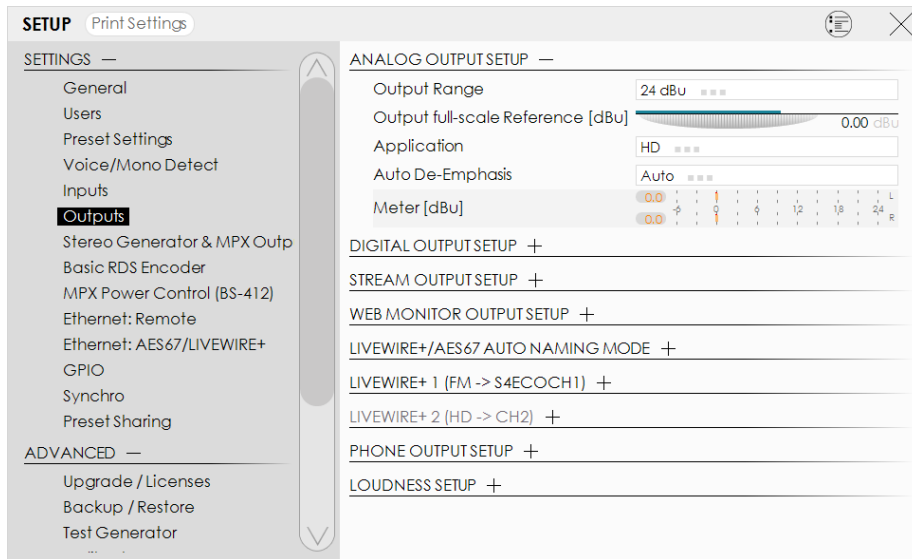 SETUP Print Settings
SETTINGS —
General
Users
Preset Settings
Voice/Mono Detect
Inputs
Outputs
Stereo Generator & MPX Outp
Basic RDS Encoder
MPX Power Control (BS-412)
Ethernet: Remote
Ethernet: AES67/LIVEWIRE+
GPIO
Synchro
Preset Sharing
ADVANCED —
Upgrade / Licenses
Backup / Restore
Test Generator
ANALOG OUTPUT SETUP —
Output Range 24 dBu
Output full-scale Reference [dBu] 0.00 dBu
Application HD
Auto De-Emphasis Auto
Meter [dBu] 0.0 -6 0 6 12 18 24 L
0.0 R
DIGITAL OUTPUT SETUP +
STREAM OUTPUT SETUP +
WEB MONITOR OUTPUT SETUP +
LIVEWIRE+/AES67 AUTO NAMING MODE +
LIVEWIRE+ 1 (FM -> S4ECOCH1) +
LIVEWIRE+ 2 (HD -> CH2) +
PHONE OUTPUT SETUP +
LOUDNESS SETUP +